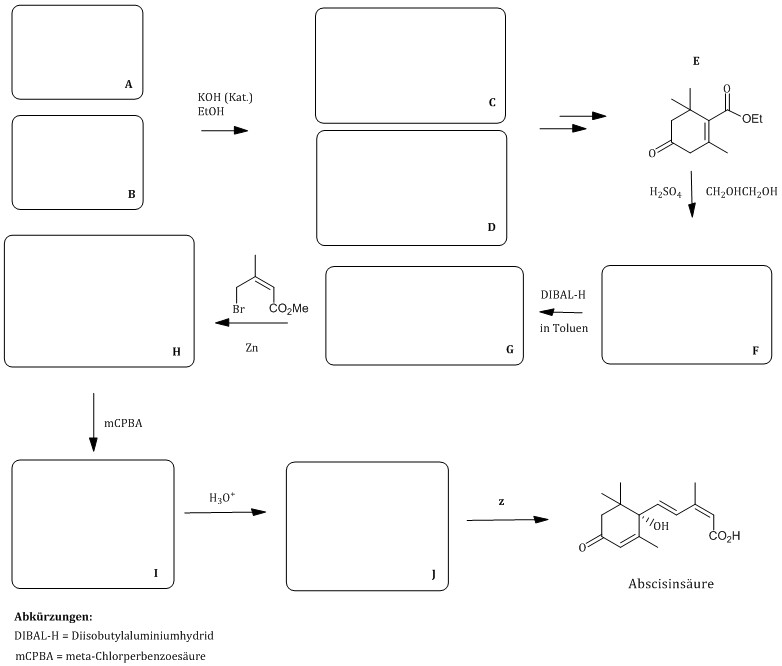 A
KOH (Kat.)
EtOH
C
E
O
OEt
O
B
D
H₂SO₄ CH₂OHCH₂OH
Br
CO₂Me
Zn
H
DIBAL-H
in Toluen
G
F
mCPBA
I
H₃O⁺
J
z
OH
O
CO₂H
Abscisinsäure
Abkürzungen:
DIBAL-H = Diisobutylaluminiumhydrid
mCPBA = meta-Chlorperbenzoesäure